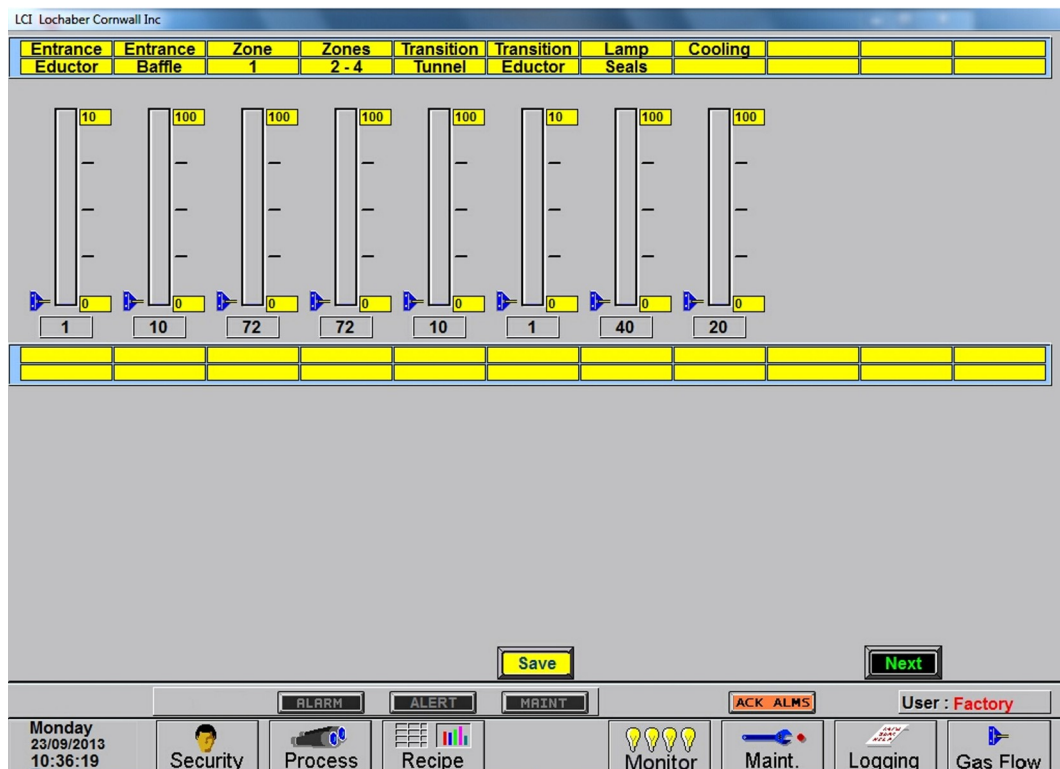 LCI Lochaber Cornwall Inc
Entrance Entrance Zone Zones Transition Transition Lamp Cooling
Eductor Baffle 1 2 - 4 Tunnel Eductor Seals
10 100 100 100 100 10 100 100
0 0 0 0 0 0 0 0
1 10 72 72 10 1 40 20
Save Next
ALARM ALERT MAINT ACK ALMS User : Factory
Monday
23/09/2013
10:36:19 Security Process Recipe Monitor Maint. Logging Gas Flow